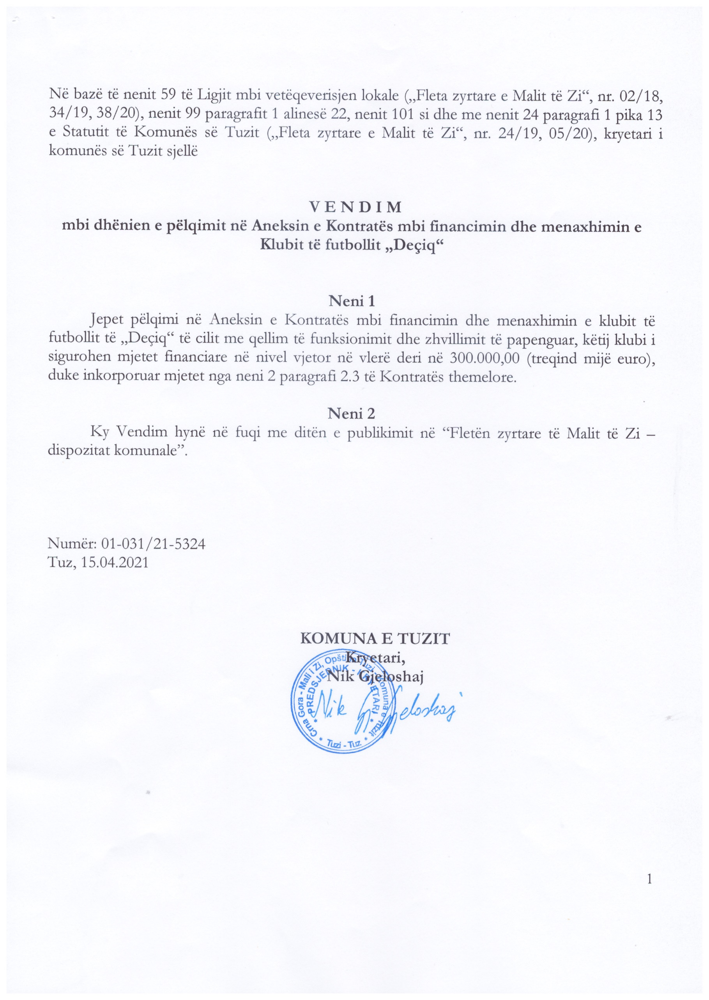 Në bazë të nenit 59 të Ligjit mbi vetëqeverisjen lokale („Fleta zyrtare e Malit të Zi“, nr. 02/18,
34/19, 38/20), nenit 99 paragrafit 1 alinesë 22, nenit 101 si dhe me nenit 24 paragrafi 1 pika 13
e Statutit të Komunës së Tuzit („Fleta zyrtare e Malit të Zi“, nr. 24/19, 05/20), kryetari i
komunës së Tuzit sjellë
V E N D I M
mbi dhënien e pëlqimit në Aneksin e Kontratës mbi financimin dhe menaxhimin e
Klubit të futbollit „Deçiq“
Neni 1
Jepet pëlqimi në Aneksin e Kontratës mbi financimin dhe menaxhimin e klubit të
futbollit të „Deçiq“ të cilit me qellim të funksionimit dhe zhvillimit të papenguar, këtij klubi i
sigurohen mjetet financiare në nivel vjetor në vlerë deri në 300.000,00 (treqind mijë euro),
duke inkorporuar mjetet nga neni 2 paragrafi 2.3 të Kontratës themelore.
Neni 2
Ky Vendim hynë në fuqi me ditën e publikimit në “Fletën zyrtare të Malit të Zi –
dispozitat komunale”.
Numër: 01-031/21-5324
Tuz, 15.04.2021
KOMUNA E TUZIT
Kryetari,
Nik Gjeloshaj
Crna Gora - Mali i Zi, Opština Tuzi - Komuna e Tuzit
* PREDSJEDNIK - KRYETARI *
* Tuzi - Tuz *
Nik Gjeloshaj
1